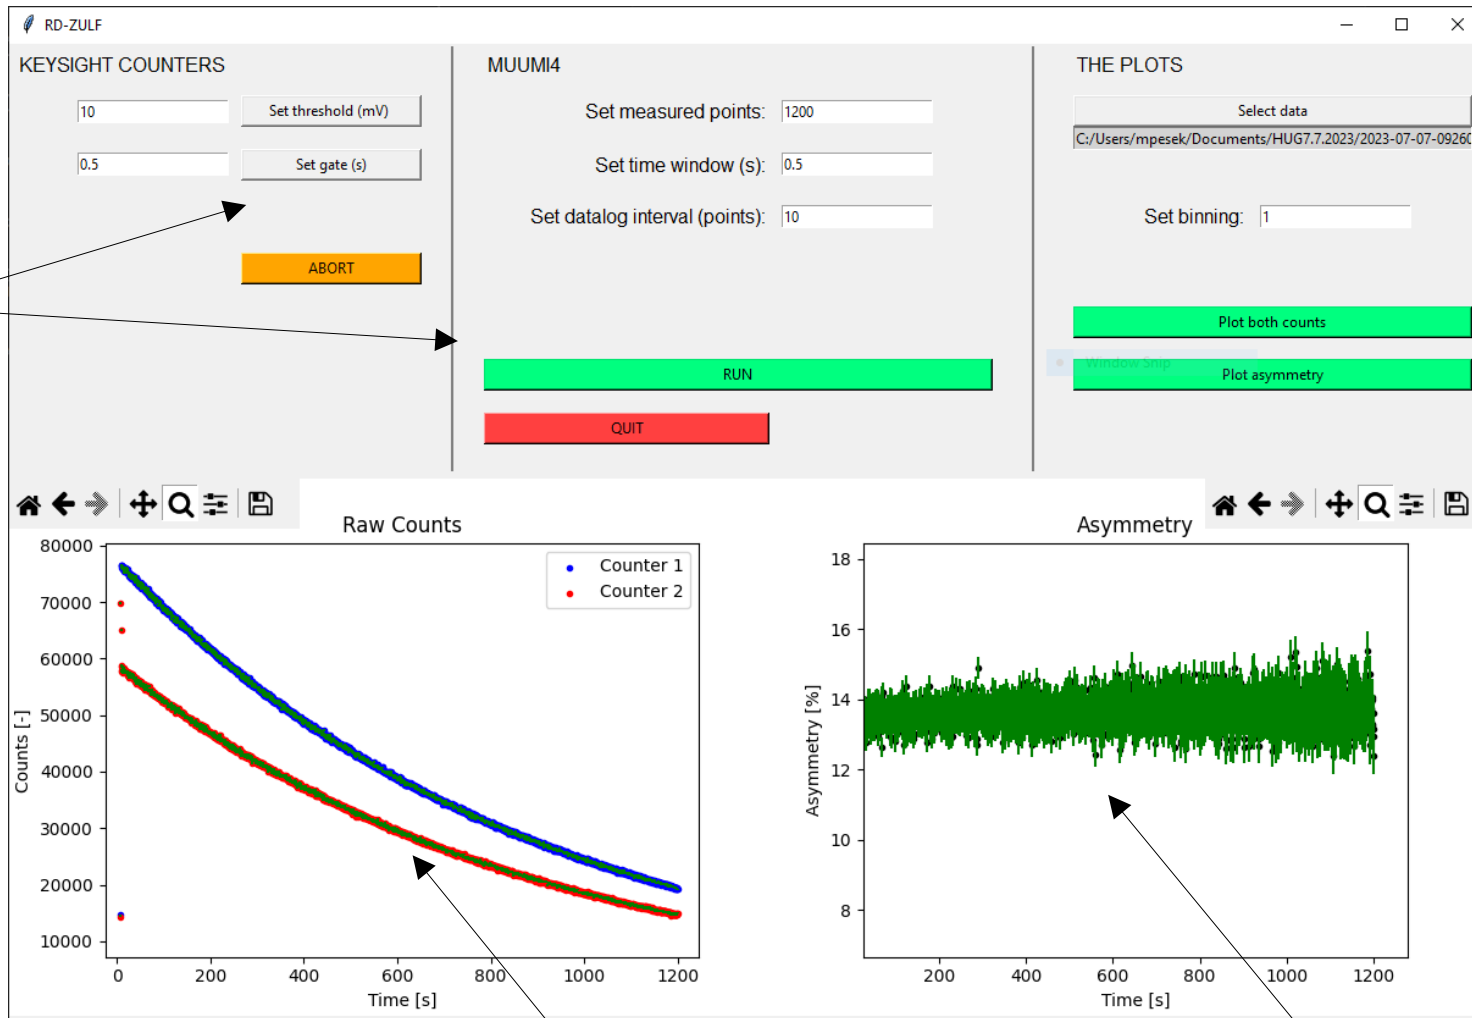 RD-ZULF
KEYSIGHT COUNTERS
10
Set threshold (mV)
0.5
Set gate (s)
ABORT
MUUMI4
Set measured points:
1200
Set time window (s):
0.5
Set datalog interval (points):
10
RUN
QUIT
THE PLOTS
Select data
C:/Users/mpesek/Documents/HUG7.7.2023/2023-07-07-0926
Set binning:
1
Plot both counts
Window Snip
Plot asymmetry
Raw Counts
Counter 1
Counter 2
80000
70000
60000
50000
40000
30000
20000
10000
Counts [-]
0 200 400 600 800 1000 1200
Time [s]
Asymmetry
18
16
14
12
10
8
Asymmetry [%]
200 400 600 800 1000 1200
Time [s]